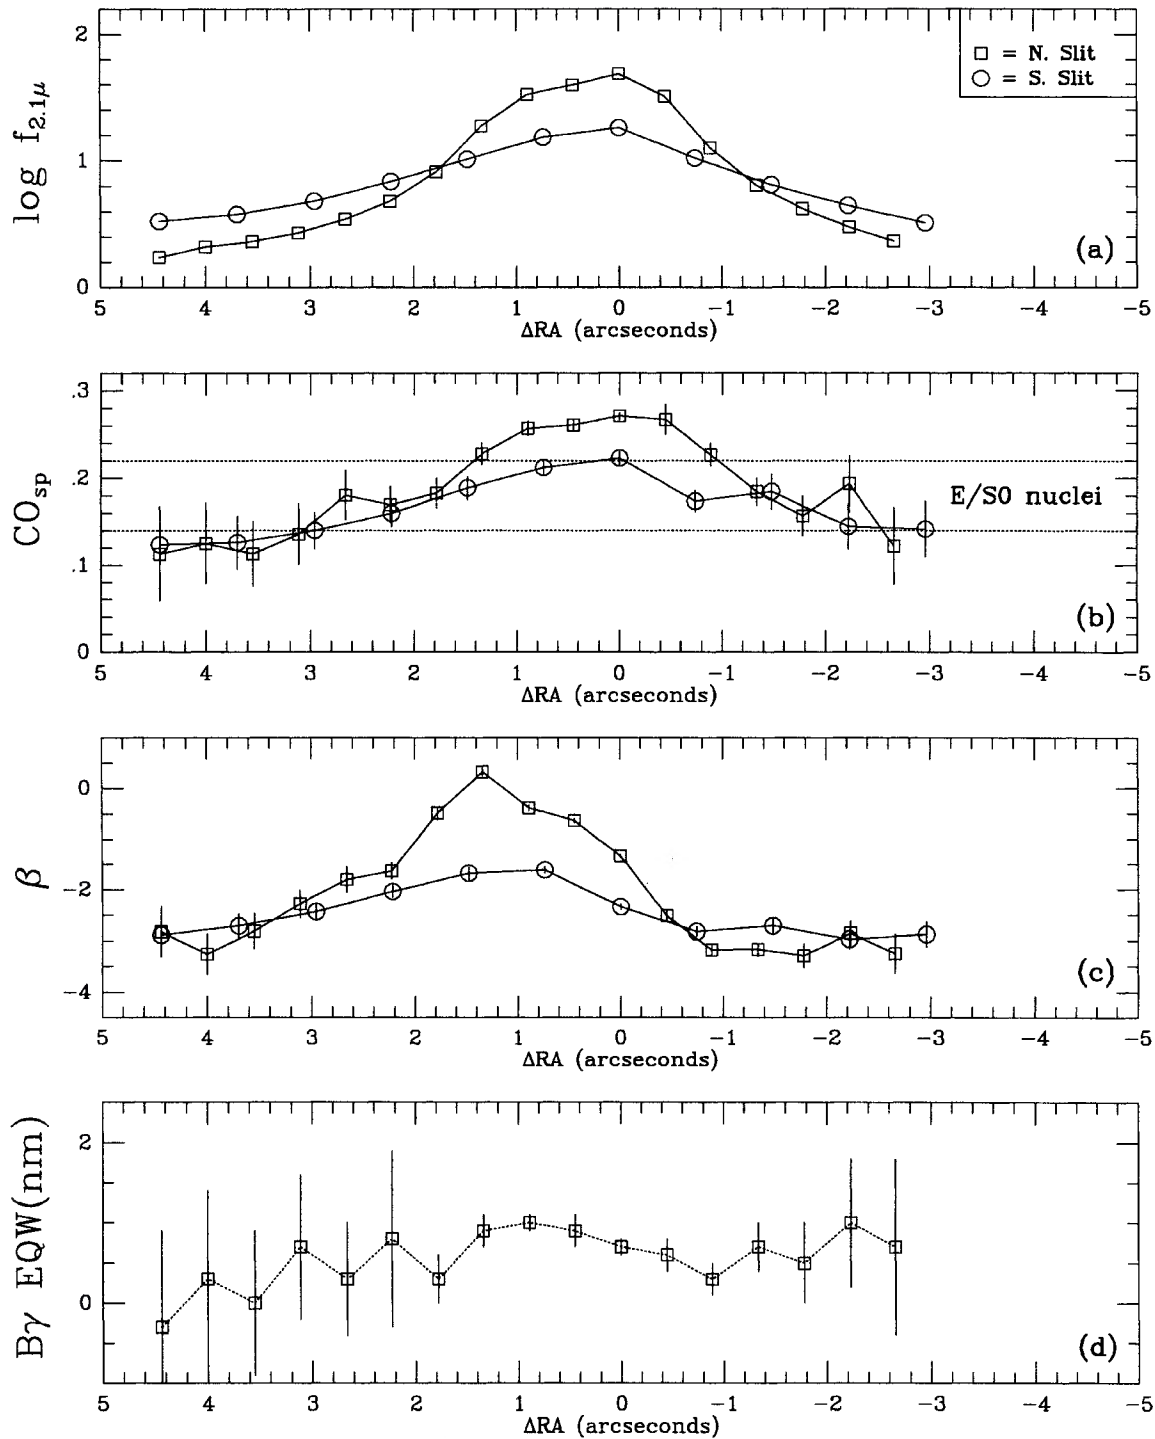 2
1
0
log f2.1μ
□ = N. Slit
○ = S. Slit
(a)
5 4 3 2 1 0 −1 −2 −3 −4 −5
ΔRA (arcseconds)
.3
.2
.1
0
COsp
E/S0 nuclei
(b)
5 4 3 2 1 0 −1 −2 −3 −4 −5
ΔRA (arcseconds)
0
−2
−4
β
(c)
5 4 3 2 1 0 −1 −2 −3 −4 −5
ΔRA (arcseconds)
2
0
Bγ EQW(nm)
(d)
5 4 3 2 1 0 −1 −2 −3 −4 −5
ΔRA (arcseconds)